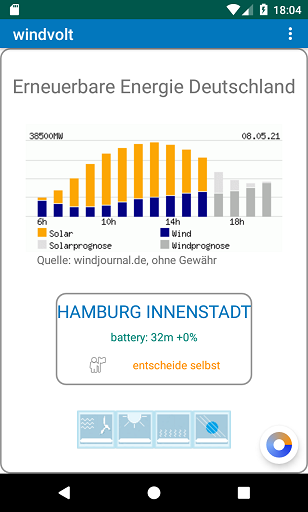 18:04
windvolt
Erneuerbare Energie Deutschland
38500MW 08.05.21
6h 10h 14h 18h
Solar Wind
Solarprognose Windprognose
Quelle: windjournal.de, ohne Gewähr
HAMBURG INNENSTADT
battery: 32m +0%
entscheide selbst